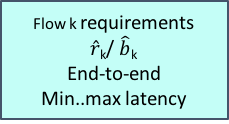 Flow k requirements
r̂k/ b̂k
End-to-end
Min..max latency